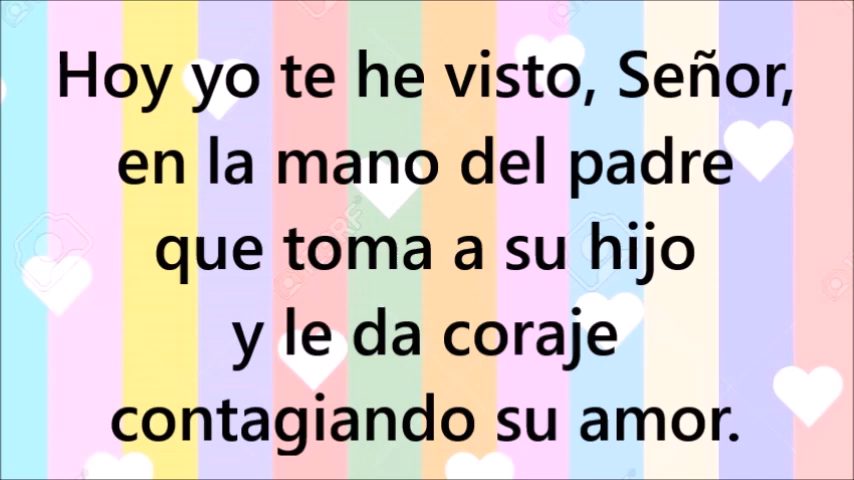 Hoy yo te he visto, Señor,
en la mano del padre
que toma a su hijo
y le da coraje
contagiando su amor.